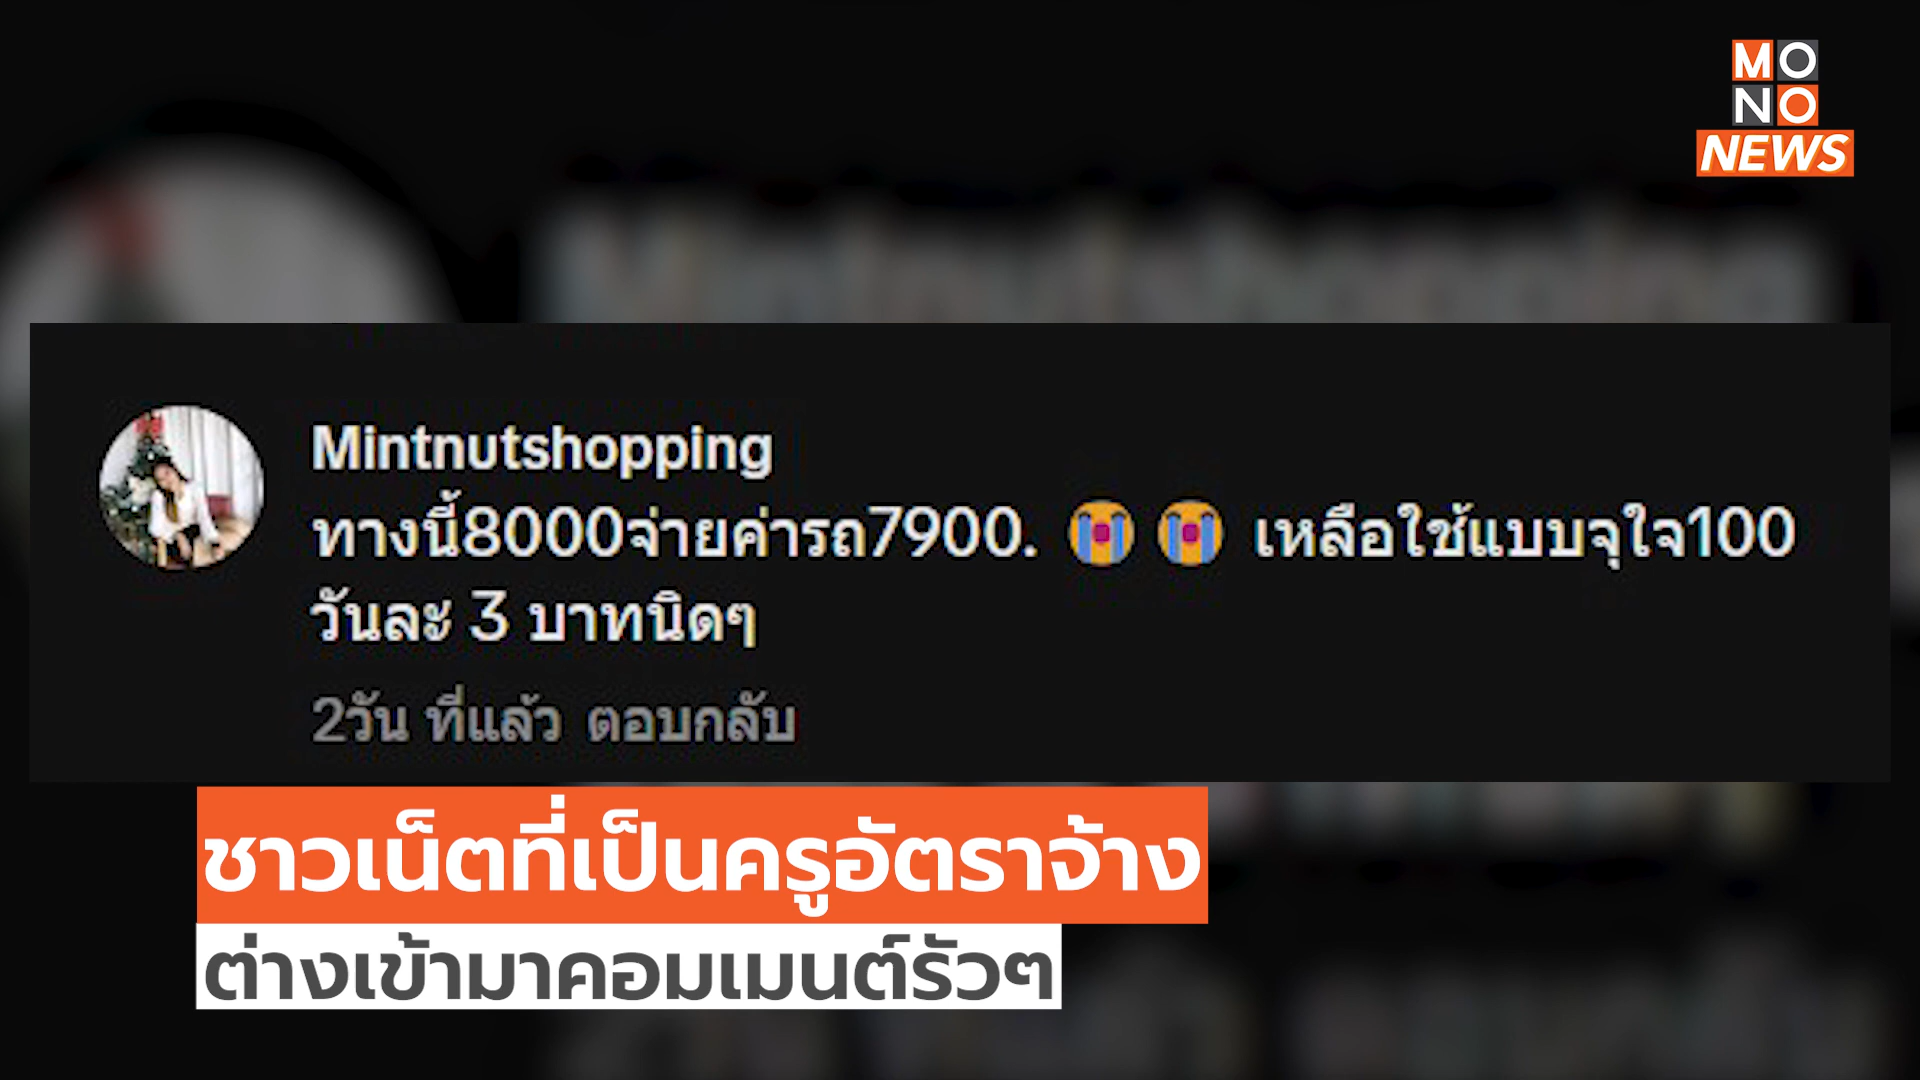 MO
NO
NEWS
Mintnutshopping
ทางนี้8000จ่ายค่ารถ7900. 😭 😭 เหลือใช้แบบจุใจ100
วันละ 3 บาทนิดๆ
2วัน ที่แล้ว ตอบกลับ
ชาวเน็ตที่เป็นครูอัตราจ้าง
ต่างเข้ามาคอมเมนต์รัวๆ